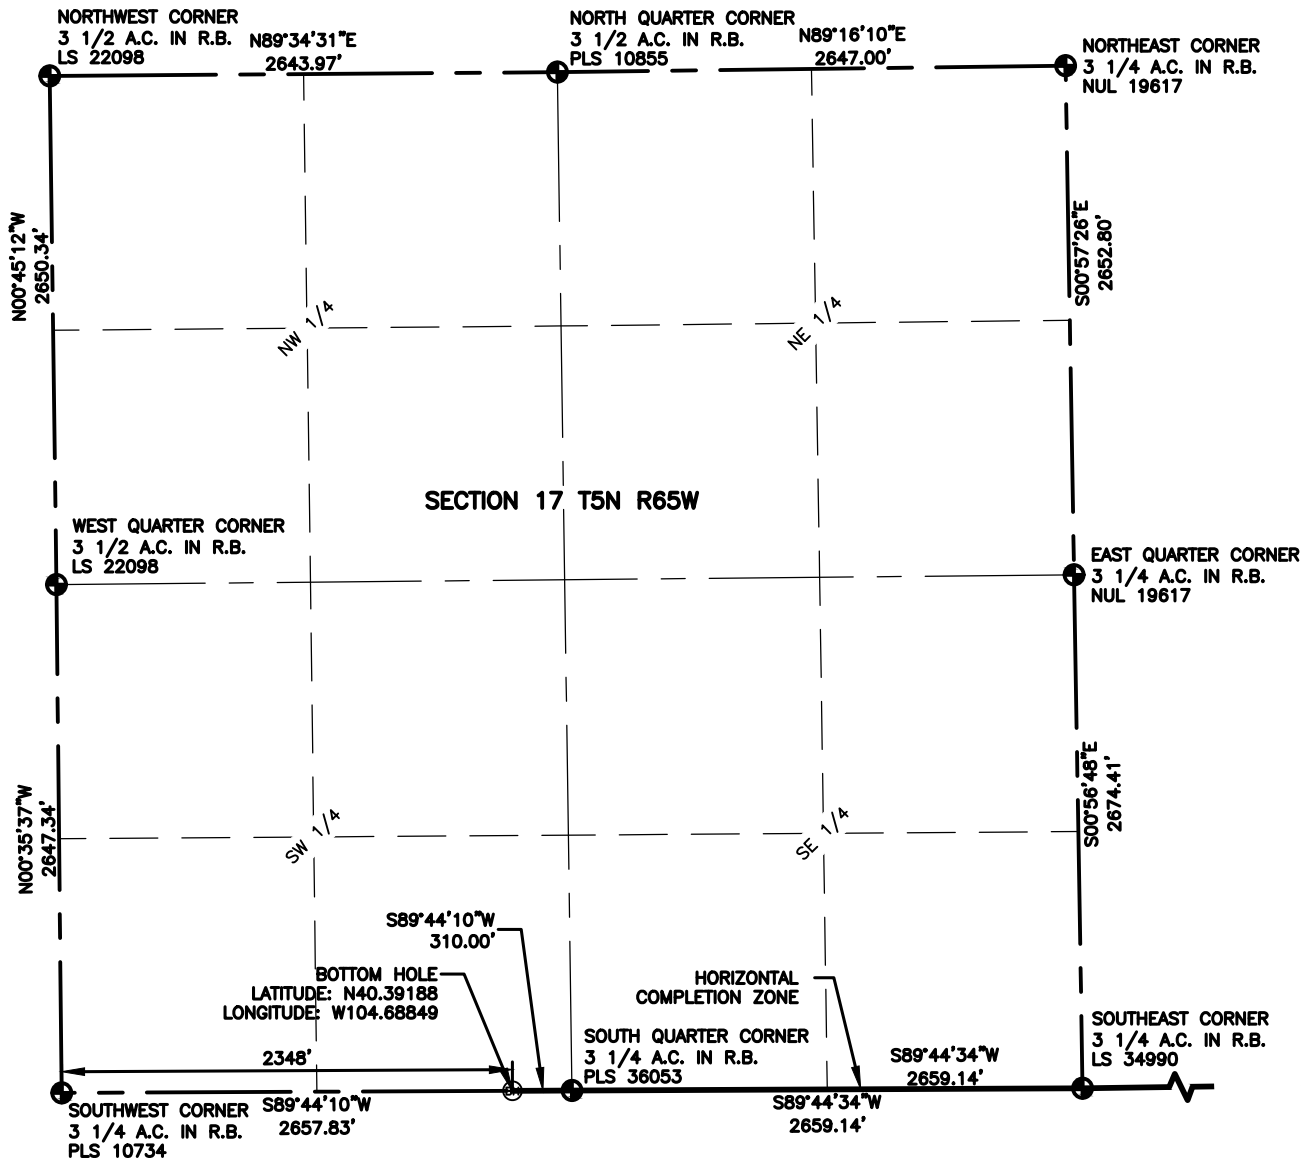 NORTHWEST CORNER
3 1/2 A.C. IN R.B.
LS 22098
N89°34'31"E
2643.97'
NORTH QUARTER CORNER
3 1/2 A.C. IN R.B.
PLS 10855
N89°16'10"E
2647.00'
NORTHEAST CORNER
3 1/4 A.C. IN R.B.
NUL 19617
N00°45'12"W
2650.34'
S00°57'26"E
2652.80'
NW 1/4
NE 1/4
SECTION 17 T5N R65W
WEST QUARTER CORNER
3 1/2 A.C. IN R.B.
LS 22098
EAST QUARTER CORNER
3 1/4 A.C. IN R.B.
NUL 19617
N00°35'37"W
2647.34'
SW 1/4
SE 1/4
S00°56'48"E
2674.41'
S89°44'10"W
310.00'
BOTTOM HOLE
LATITUDE: N40.39188
LONGITUDE: W104.68849
HORIZONTAL
COMPLETION ZONE
2348'
SOUTH QUARTER CORNER
3 1/4 A.C. IN R.B.
PLS 36053
S89°44'34"W
2659.14'
SOUTHEAST CORNER
3 1/4 A.C. IN R.B.
LS 34990
SOUTHWEST CORNER
3 1/4 A.C. IN R.B.
PLS 10734
S89°44'10"W
2657.83'
S89°44'34"W
2659.14'